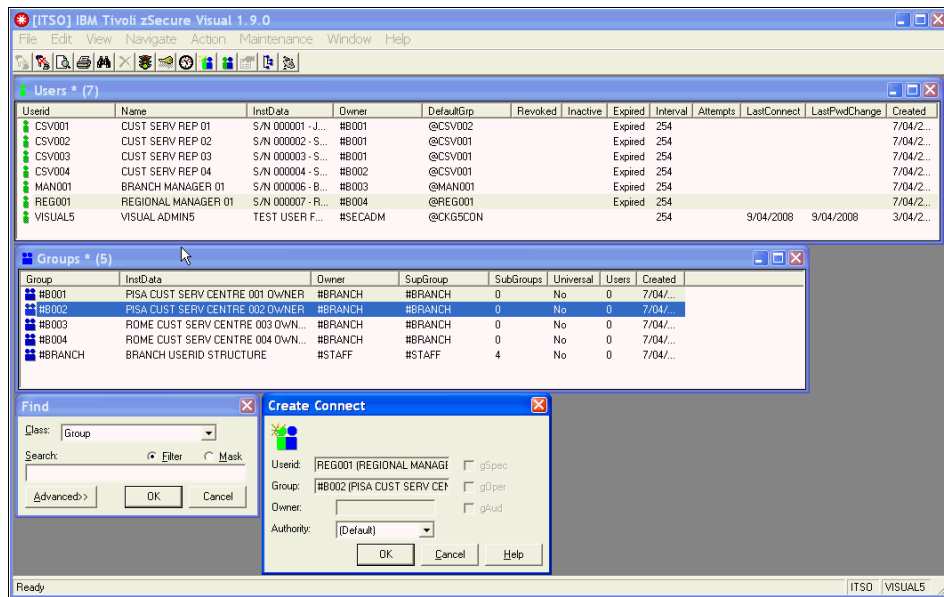 [ITSO] IBM Tivoli zSecure Visual 1.9.0
File Edit View Navigate Action Maintenance Window Help
Users * (7)
Userid Name InstData Owner DefaultGrp Revoked Inactive Expired Interval Attempts LastConnect LastPwdChange Created
CSV001 CUST SERV REP 01 S/N 000001 - J... #B001 @CSV002 Expired 254 7/04/2...
CSV002 CUST SERV REP 02 S/N 000002 - S... #B001 @CSV001 Expired 254 7/04/2...
CSV003 CUST SERV REP 03 S/N 000003 - S... #B001 @CSV001 Expired 254 7/04/2...
CSV004 CUST SERV REP 04 S/N 000004 - S... #B002 @CSV001 Expired 254 7/04/2...
MAN001 BRANCH MANAGER 01 S/N 000006 - B... #B003 @MAN001 Expired 254 7/04/2...
REG001 REGIONAL MANAGER 01 S/N 000007 - R... #B004 @REG001 Expired 254 7/04/2...
VISUAL5 VISUAL ADMIN5 TEST USER F... #SECADM @CKG5CON 254 9/04/2008 9/04/2008 3/04/2...
Groups * (5)
Group InstData Owner SupGroup SubGroups Universal Users Created
#B001 PISA CUST SERV CENTRE 001 OWNER #BRANCH #BRANCH 0 No 0 7/04/...
#B002 PISA CUST SERV CENTRE 002 OWNER #BRANCH #BRANCH 0 No 0 7/04/...
#B003 ROME CUST SERV CENTRE 003 OWN... #BRANCH #BRANCH 0 No 0 7/04/...
#B004 ROME CUST SERV CENTRE 004 OWN... #BRANCH #BRANCH 0 No 0 7/04/...
#BRANCH BRANCH USERID STRUCTURE #STAFF #STAFF 4 No 0 7/04/...
Find
Class: Group
Search: Filter Mask
Advanced>> OK Cancel
Create Connect
Userid: REG001 (REGIONAL MANAGE gSpec
Group: #B002 (PISA CUST SERV CEN gOper
Owner: gAud
Authority: (Default)
OK Cancel Help
Ready ITSO VISUAL5